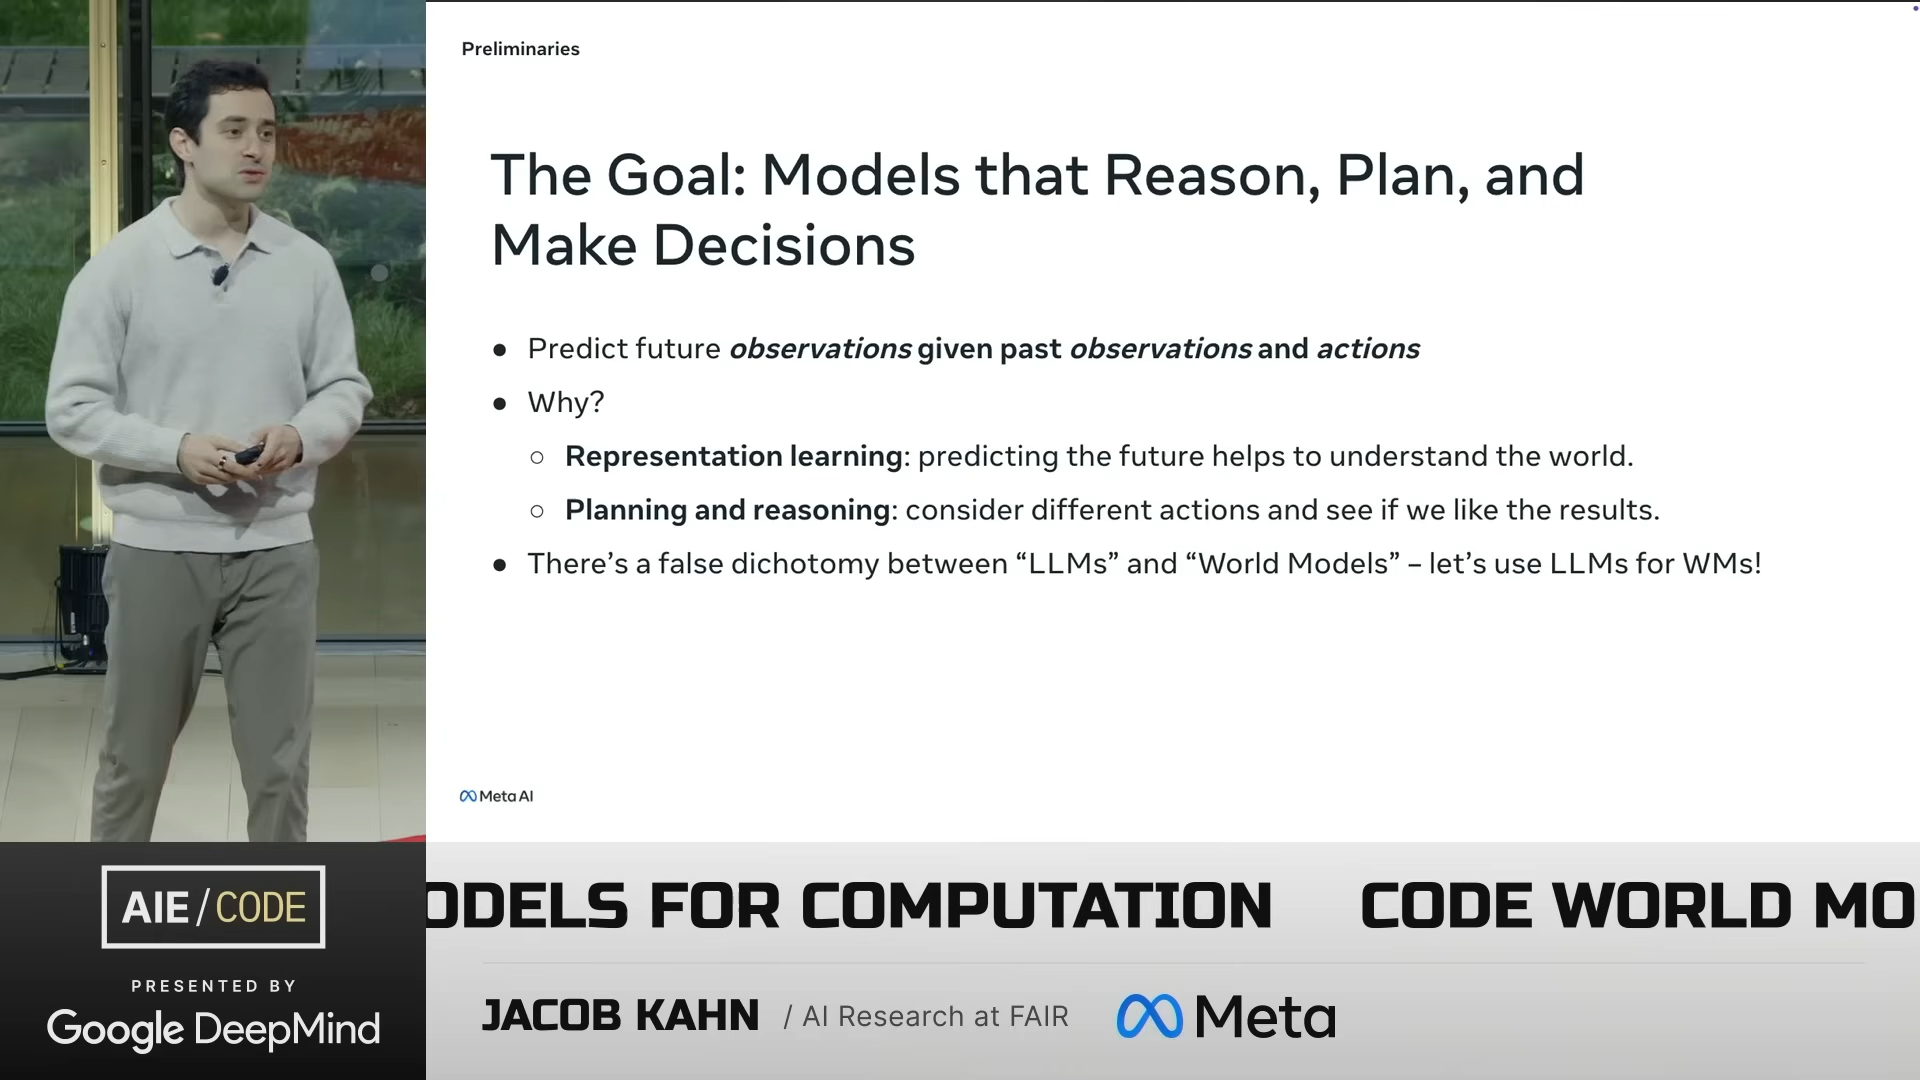 Preliminaries
The Goal: Models that Reason, Plan, and
Make Decisions
● Predict future observations given past observations and actions
● Why?
○ Representation learning: predicting the future helps to understand the world.
○ Planning and reasoning: consider different actions and see if we like the results.
● There’s a false dichotomy between “LLMs” and “World Models” – let’s use LLMs for WMs!
Meta AI
AIE/CODE
PRESENTED BY
Google DeepMind
ODELS FOR COMPUTATION CODE WORLD MO
JACOB KAHN / AI Research at FAIR Meta